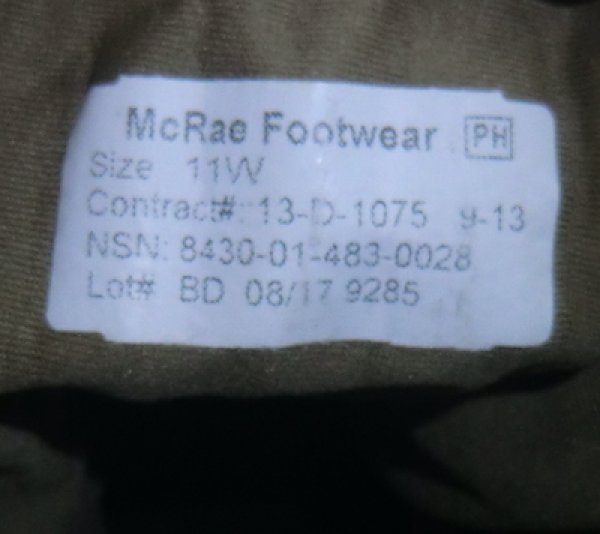 McRae Footwear PH
Size 11W
Contract#: 13-D-1075 9-13
NSN: 8430-01-483-0028
Lot# BD 08/17 9285